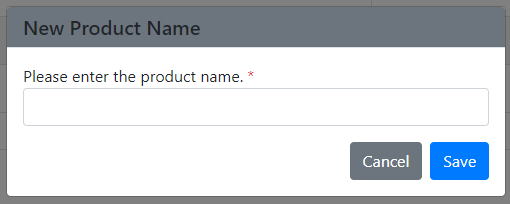 New Product Name
Please enter the product name. *
Cancel Save